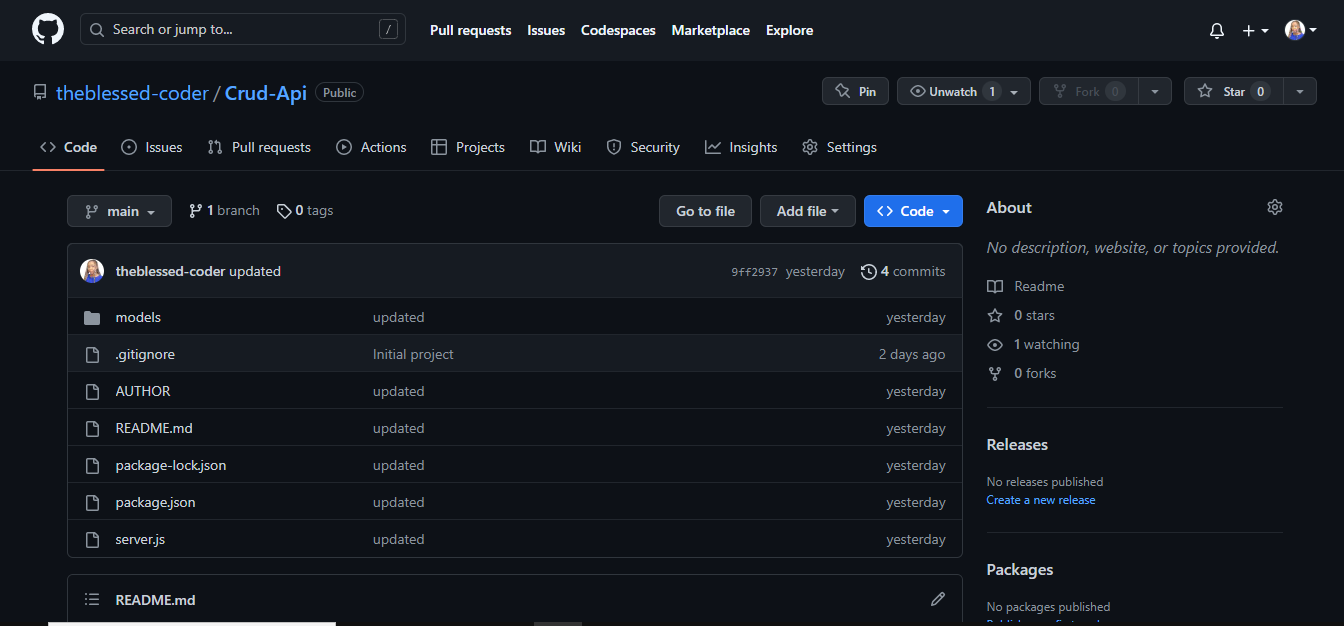 Search or jump to... / Pull requests Issues Codespaces Marketplace Explore
theblessed-coder / Crud-Api Public Pin Unwatch 1 Fork 0 Star 0
Code Issues Pull requests Actions Projects Wiki Security Insights Settings
main 1 branch 0 tags Go to file Add file Code
theblessed-coder updated 9ff2937 yesterday 4 commits
models updated yesterday
.gitignore Initial project 2 days ago
AUTHOR updated yesterday
README.md updated yesterday
package-lock.json updated yesterday
package.json updated yesterday
server.js updated yesterday
README.md
About
No description, website, or topics provided.
Readme
0 stars
1 watching
0 forks
Releases
No releases published
Create a new release
Packages
No packages published